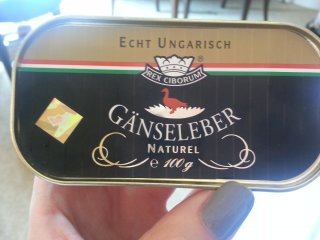 ECHT UNGARISCH
REX CIBORUM
®
GÄNSELEBER
NATUREL
℮ 100g